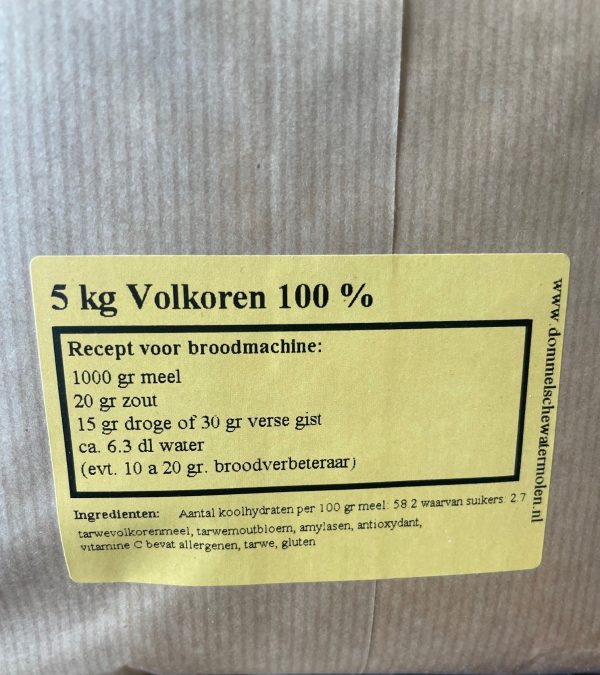 5 kg Volkoren 100 %
Recept voor broodmachine:
1000 gr meel
20 gr zout
15 gr droge of 30 gr verse gist
ca. 6.3 dl water
(evt. 10 a 20 gr. broodverbeteraar)
Ingredienten: Aantal koolhydraten per 100 gr meel: 58.2 waarvan suikers: 2.7
tarwevolkorenmeel, tarwemoutbloem, amylasen, antioxydant,
vitamine C bevat allergenen, tarwe, gluten
www.dommelschewatermolen.nl